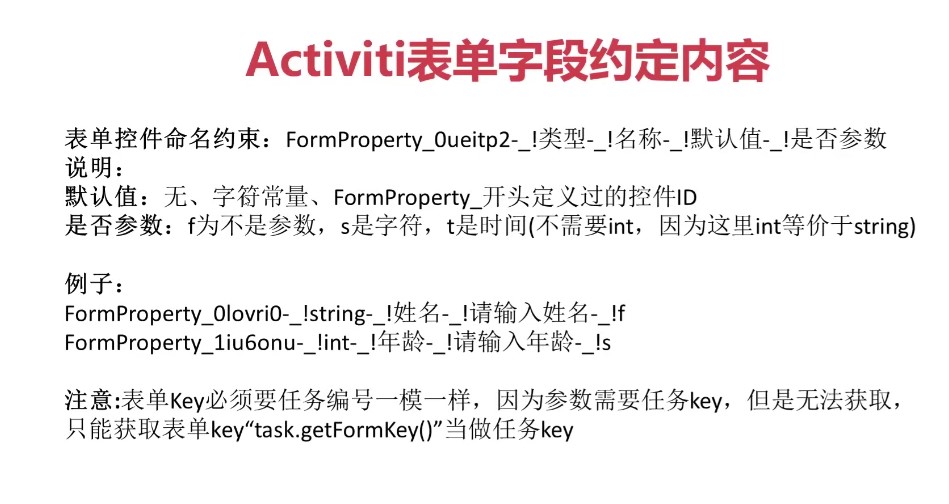 Activiti表单字段约定内容
表单控件命名约束：FormProperty_0ueitp2-_!类型-_!名称-_!默认值-_!是否参数
说明：
默认值：无、字符常量、FormProperty_开头定义过的控件ID
是否参数：f为不是参数，s是字符，t是时间(不需要int，因为这里int等价于string)
例子：
FormProperty_0lovri0-_!string-_!姓名-_!请输入姓名-_!f
FormProperty_1iu6onu-_!int-_!年龄-_!请输入年龄-_!s
注意:表单Key必须要任务编号一模一样，因为参数需要任务key，但是无法获取，
只能获取表单key“task.getFormKey()”当做任务key